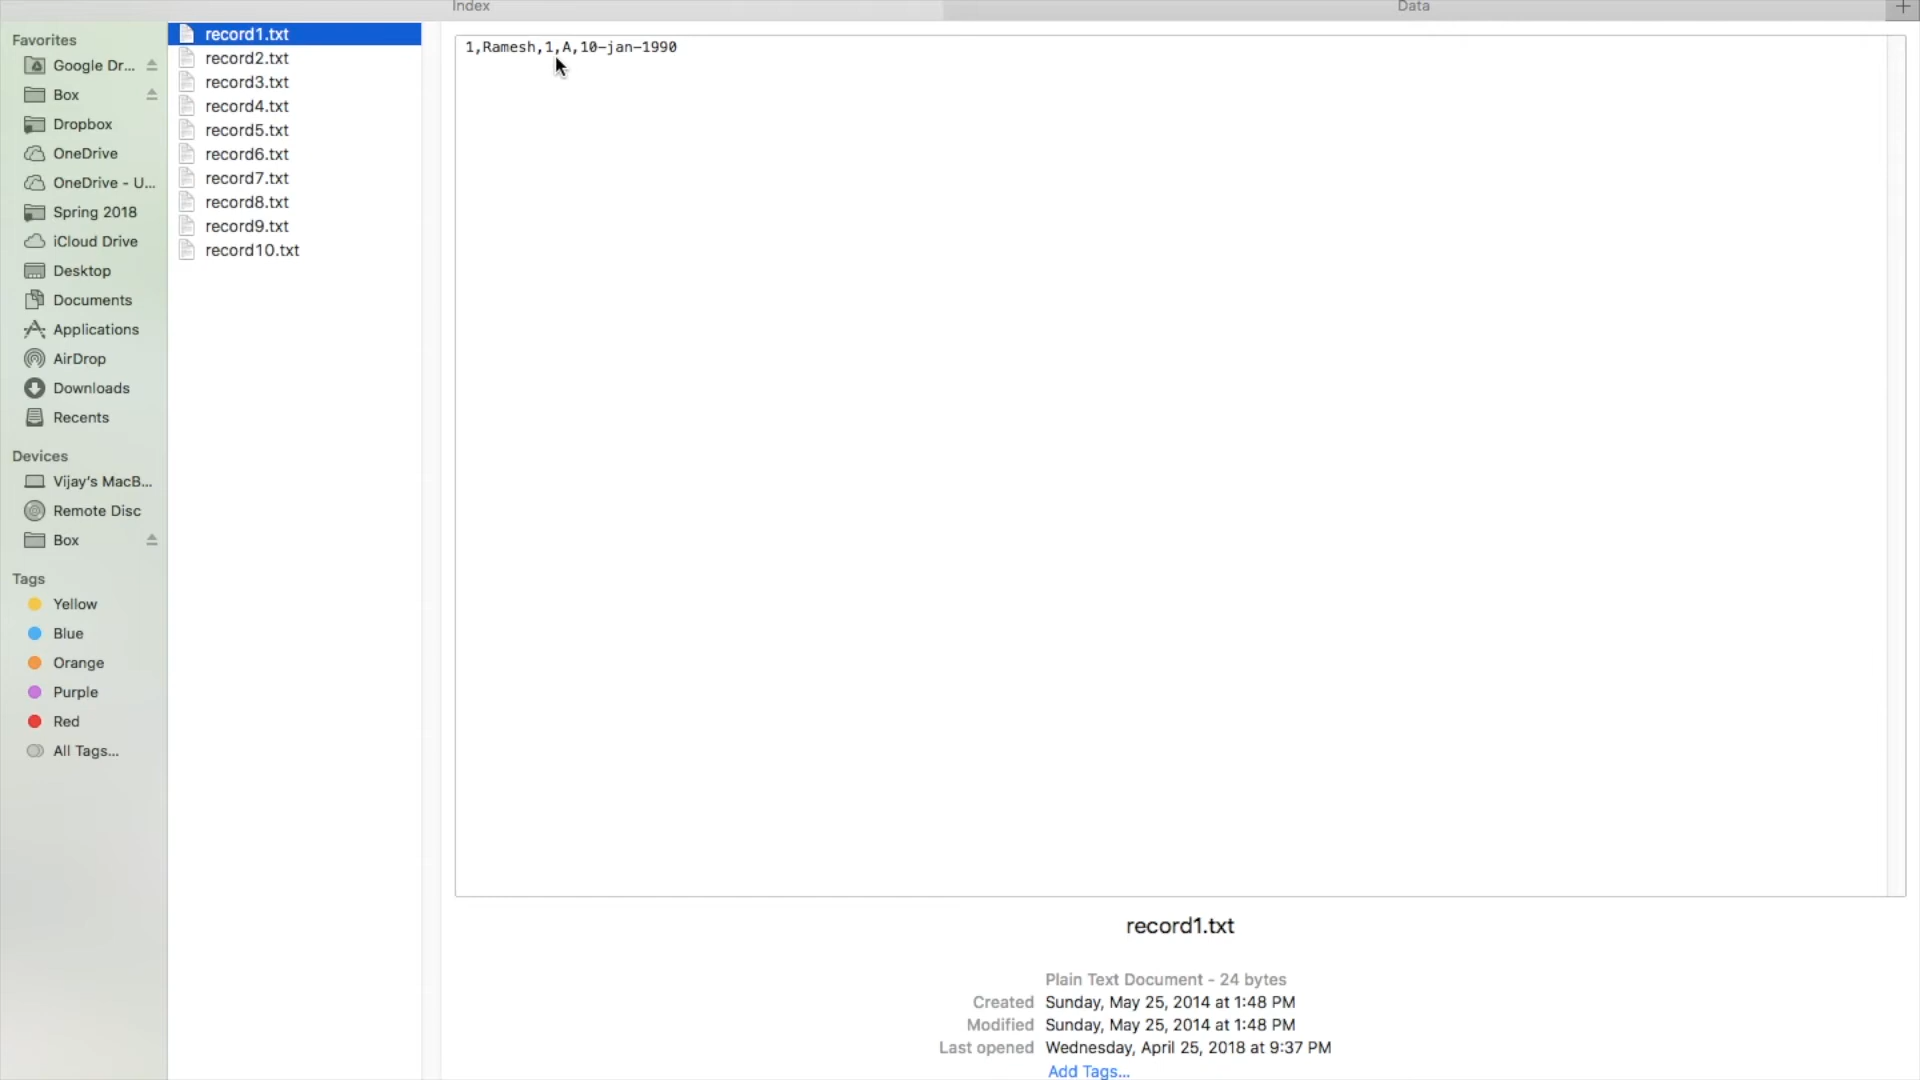 Index
Data
Favorites
Google Dr...
Box
Dropbox
OneDrive
OneDrive - U...
Spring 2018
iCloud Drive
Desktop
Documents
Applications
AirDrop
Downloads
Recents
Devices
Vijay's MacB...
Remote Disc
Box
Tags
Yellow
Blue
Orange
Purple
Red
All Tags...
record1.txt
record2.txt
record3.txt
record4.txt
record5.txt
record6.txt
record7.txt
record8.txt
record9.txt
record10.txt
1,Ramesh,1,A,10-jan-1990
record1.txt
Plain Text Document - 24 bytes
Created Sunday, May 25, 2014 at 1:48 PM
Modified Sunday, May 25, 2014 at 1:48 PM
Last opened Wednesday, April 25, 2018 at 9:37 PM
Add Tags...